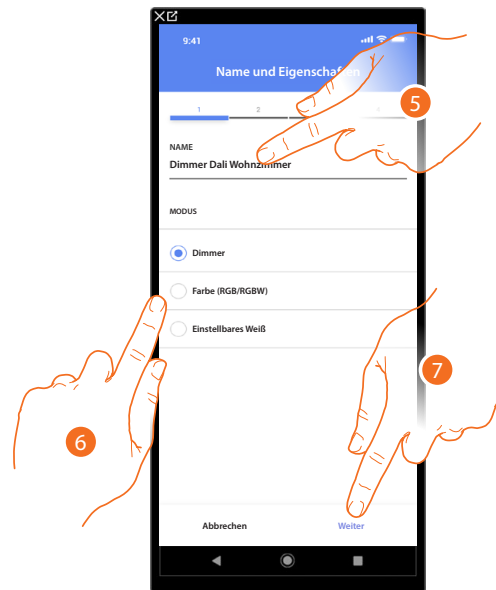 9:41
Name und Eigenschaften
1 2
5
NAME
Dimmer Dali Wohnzimmer
MODUS
Dimmer
Farbe (RGB/RGBW)
Einstellbares Weiß
7
6
Abbrechen Weiter